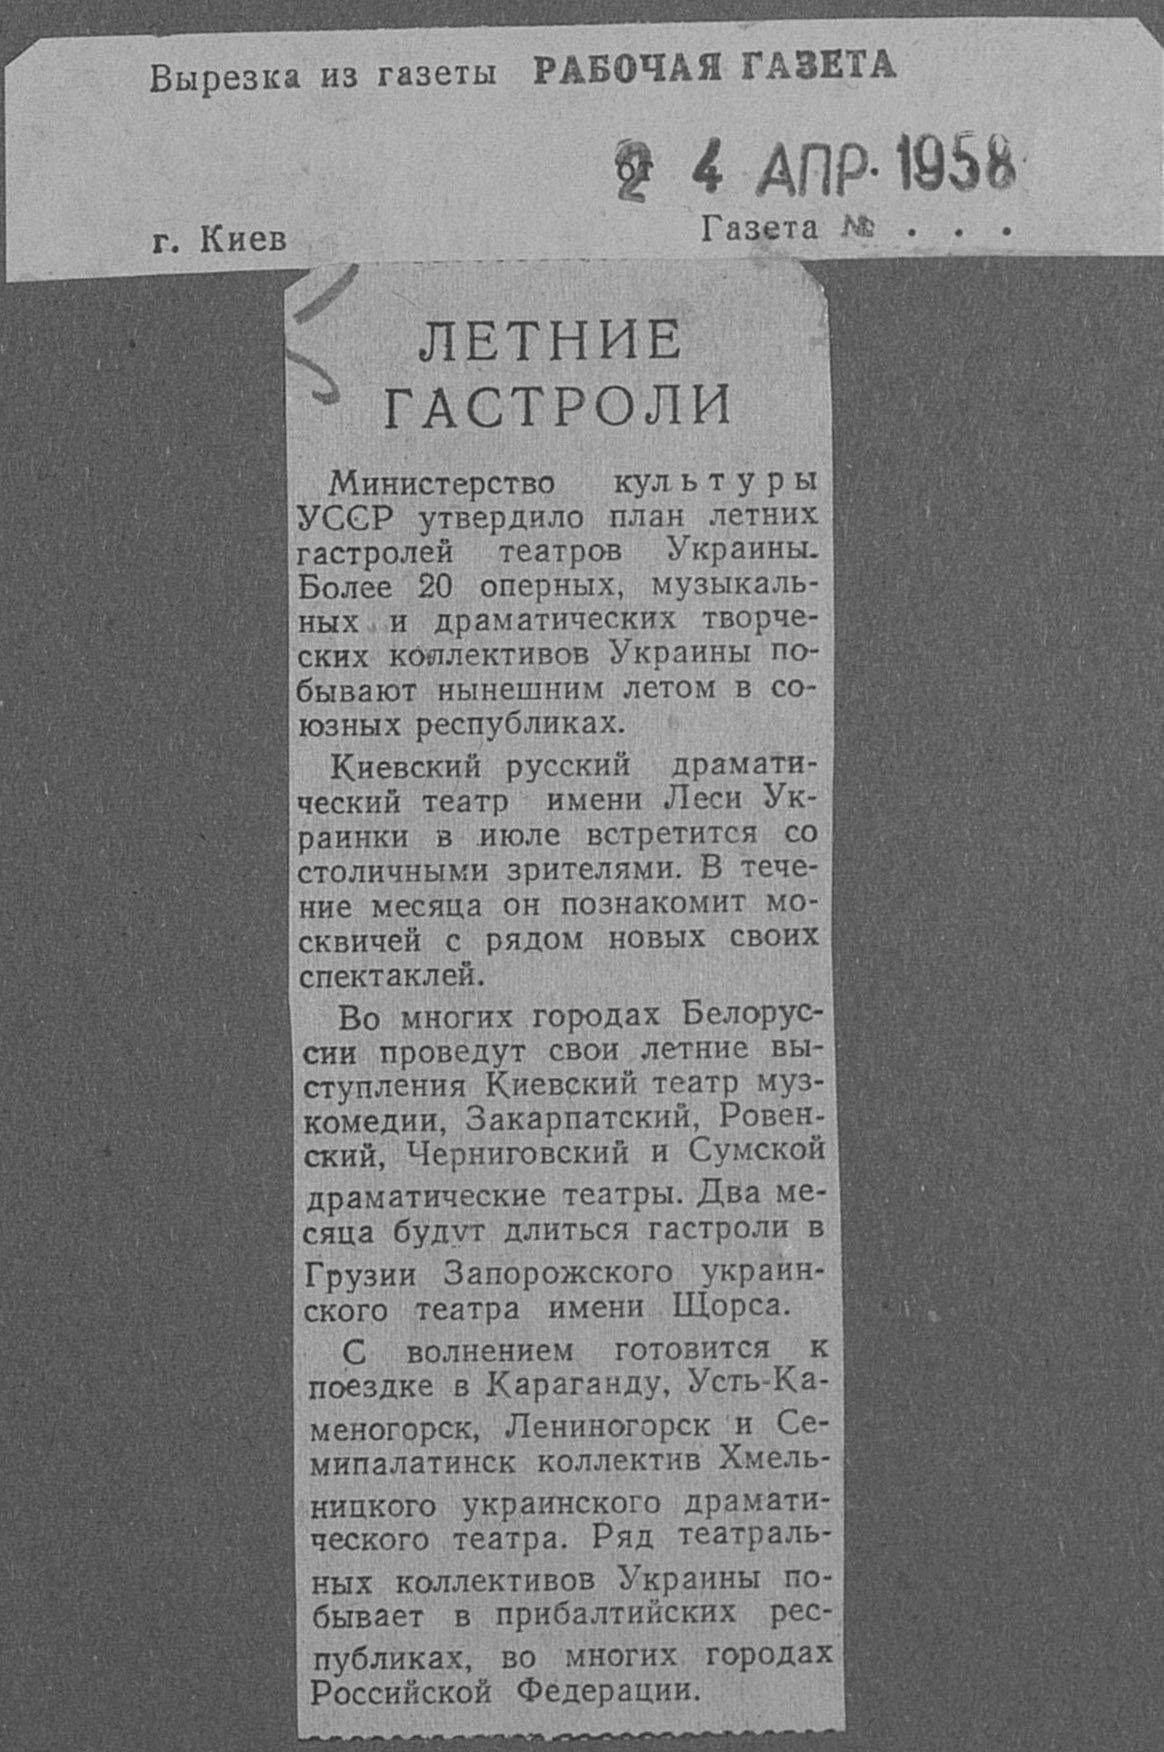 Вырезка из газеты РАБОЧАЯ ГАЗЕТА
от 24 АПР. 1958
г. Киев Газета № . . .
ЛЕТНИЕ
ГАСТРОЛИ
Министерство культуры
УССР утвердило план летних
гастролей театров Украины.
Более 20 оперных, музыкаль-
ных и драматических творче-
ских коллективов Украины по-
бывают нынешним летом в со-
юзных республиках.
Киевский русский драмати-
ческий театр имени Леси Ук-
раинки в июле встретится со
столичными зрителями. В тече-
ние месяца он познакомит мо-
сквичей с рядом новых своих
спектаклей.
Во многих городах Белорус-
сии проведут свои летние вы-
ступления Киевский театр муз-
комедии, Закарпатский, Ровен-
ский, Черниговский и Сумской
драматические театры. Два ме-
сяца будут длиться гастроли в
Грузии Запорожского украин-
ского театра имени Щорса.
С волнением готовится к
поездке в Караганду, Усть-Ка-
меногорск, Лениногорск и Се-
мипалатинск коллектив Хмель-
ницкого украинского драмати-
ческого театра. Ряд театраль-
ных коллективов Украины по-
бывает в прибалтийских рес-
публиках, во многих городах
Российской Федерации.